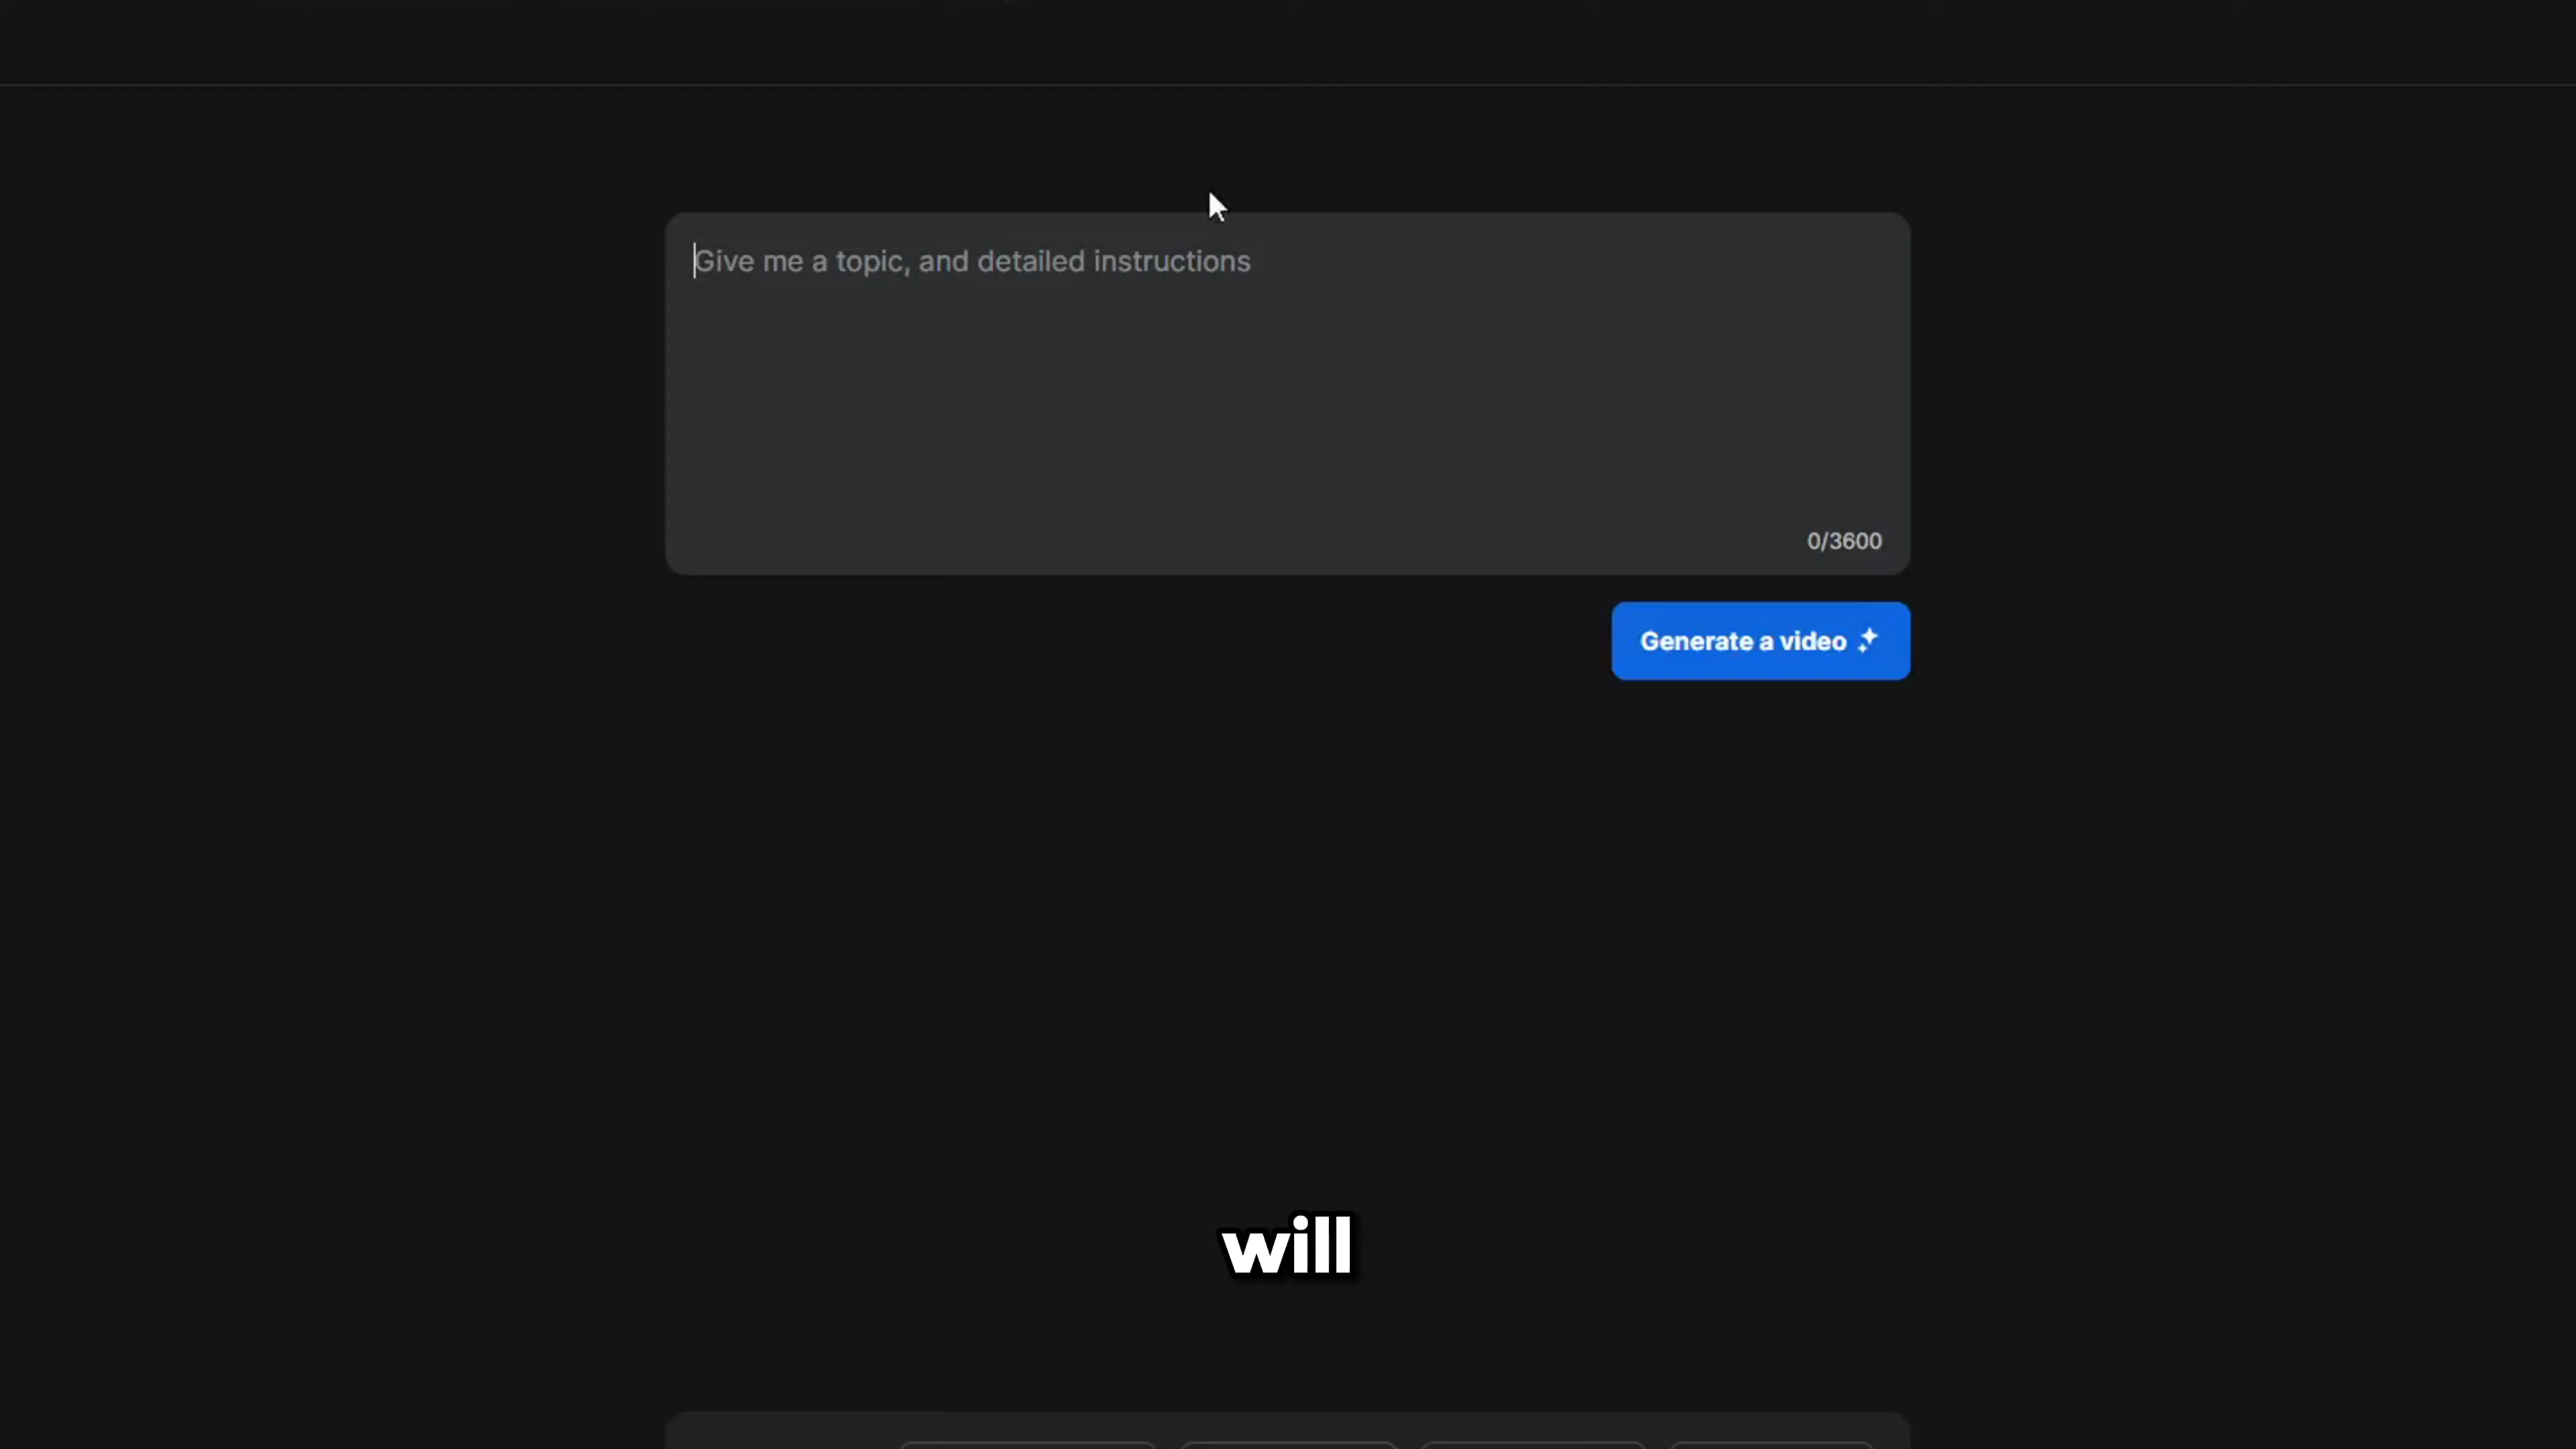 Give me a topic, and detailed instructions
0/3600
Generate a video
will